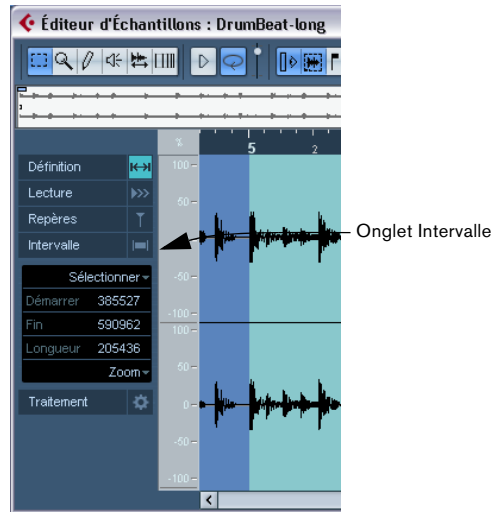 Éditeur d'Échantillons : DrumBeat-long
%
5
2
Définition
100
Lecture
50
Repères
Onglet Intervalle
Intervalle
Sélectionner
-50
Démarrer 385527
Fin 590962
-100
Longueur 205436
100
Zoom
50
Traitement
0
-50
-100